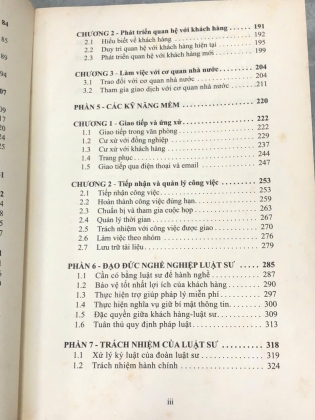 CHƯƠNG 2 - Phát triển quan hệ với khách hàng .......... 191
2.1 Hiểu biết về khách hàng .......... 192
2.2 Duy trì quan hệ với khách hàng hiện tại .......... 195
2.3 Phát triển quan hệ với khách hàng mới .......... 199
CHƯƠNG 3 - Làm việc với cơ quan nhà nước .......... 204
3.1 Trao đổi với cơ quan nhà nước .......... 204
3.2 Tham gia giao dịch với cơ quan nhà nước .......... 211
PHẦN 5 - CÁC KỸ NĂNG MỀM .......... 220
CHƯƠNG 1 - Giao tiếp và ứng xử .......... 222
1.1 Giao tiếp trong văn phòng .......... 222
1.2 Cư xử với đồng nghiệp .......... 229
1.3 Cư xử với khách hàng .......... 237
1.4 Trang phục .......... 244
1.5 Giao tiếp qua điện thoại và email .......... 247
CHƯƠNG 2 - Tiếp nhận và quản lý công việc .......... 253
2.1 Tiếp nhận công việc .......... 253
2.2 Hoàn thành công việc đúng hạn .......... 257
2.3 Chuẩn bị và tham gia cuộc họp .......... 260
2.4 Quản lý thời gian .......... 264
2.5 Trách nhiệm với công việc được giao .......... 270
2.6 Làm việc theo nhóm .......... 276
2.7 Lưu trữ tài liệu .......... 279
PHẦN 6 - ĐẠO ĐỨC NGHỀ NGHIỆP LUẬT SƯ .......... 285
1.1 Cần có bằng luật sư để hành nghề .......... 287
1.2 Bảo vệ tốt nhất lợi ích của khách hàng .......... 290
1.3 Thực hiện trợ giúp pháp lý miễn phí .......... 297
1.4 Thực hiện nghĩa vụ giữ bí mật thông tin .......... 300
1.5 Đặc quyền giữa khách hàng-luật sư .......... 309
1.6 Tuân thủ quy định pháp luật .......... 313
PHẦN 7 - TRÁCH NHIỆM CỦA LUẬT SƯ .......... 318
1.1 Xử lý kỷ luật của đoàn luật sư .......... 319
1.2 Trách nhiệm hành chính .......... 324
iii